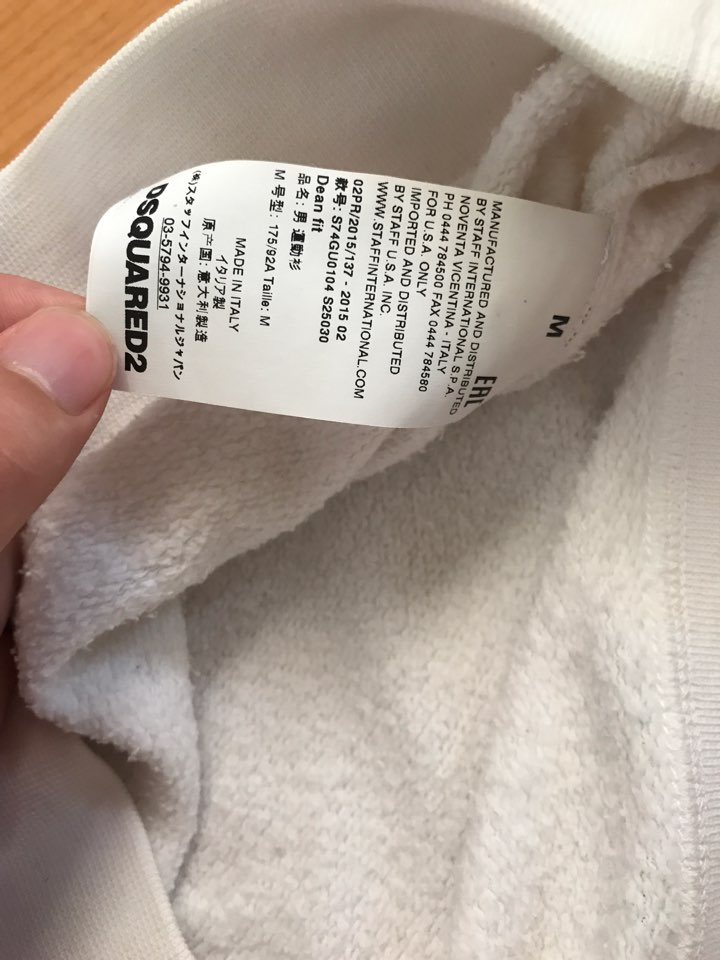 M
EAC
MANUFACTURED AND DISTRIBUTED
BY STAFF INTERNATIONAL S.P.A.
NOVENTA VICENTINA - ITALY
PH 0444 784500 FAX 0444 784580
FOR U.S.A. ONLY
IMPORTED AND DISTRIBUTED
BY STAFF U.S.A. INC.
WWW.STAFFINTERNATIONAL.COM
02PR/2015/137 - 2015 02
款号: S74GU0104 S25030
Dean fit
品名: 男 運動衫
M 号型: 175/92A Taille: M
MADE IN ITALY
イタリア製
原产国: 意大利製造
(株)スタッフインターナショナルジャパン
03-5794-9931
DSQUARED2